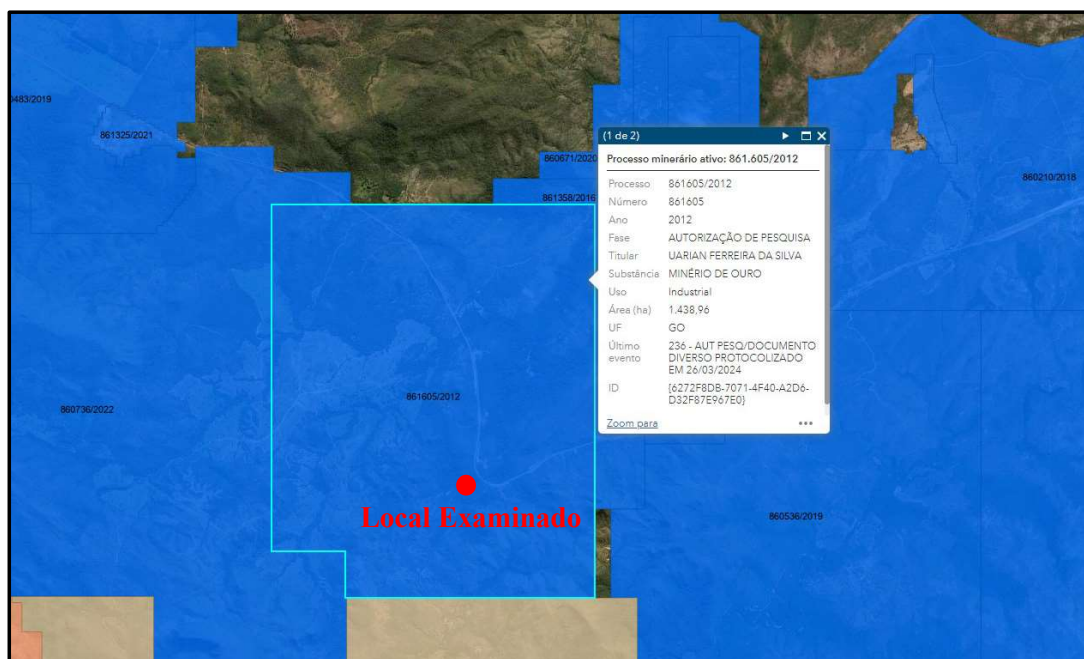 (1 de 2)
Processo minerário ativo: 861.605/2012
Processo 861605/2012
Número 861605
Ano 2012
Fase AUTORIZAÇÃO DE PESQUISA
Titular UARIAN FERREIRA DA SILVA
Substância MINÉRIO DE OURO
Uso Industrial
Área (ha) 1.438,96
UF GO
Último evento 236 - AUT PESQ/DOCUMENTO
DIVERSO PROTOCOLIZADO
EM 26/03/2024
ID {6272F8DB-7071-4F40-A2D6-
D32F87E967E0}
Zoom para
0483/2019
861325/2021
860671/2020
861358/2016
860210/2018
861605/2012
860736/2022
Local Examinado
860536/2019